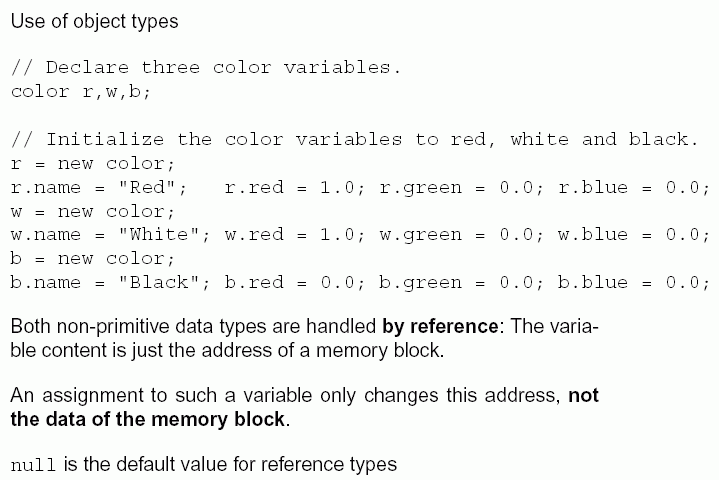 Use of object types
// Declare three color variables.
color r,w,b;
// Initialize the color variables to red, white and black.
r = new color;
r.name = "Red";   r.red = 1.0; r.green = 0.0; r.blue = 0.0;
w = new color;
w.name = "White"; w.red = 1.0; w.green = 0.0; w.blue = 0.0;
b = new color;
b.name = "Black"; b.red = 0.0; b.green = 0.0; b.blue = 0.0;
Both non-primitive data types are handled by reference: The varia-
ble content is just the address of a memory block.
An assignment to such a variable only changes this address, not
the data of the memory block.
null is the default value for reference types